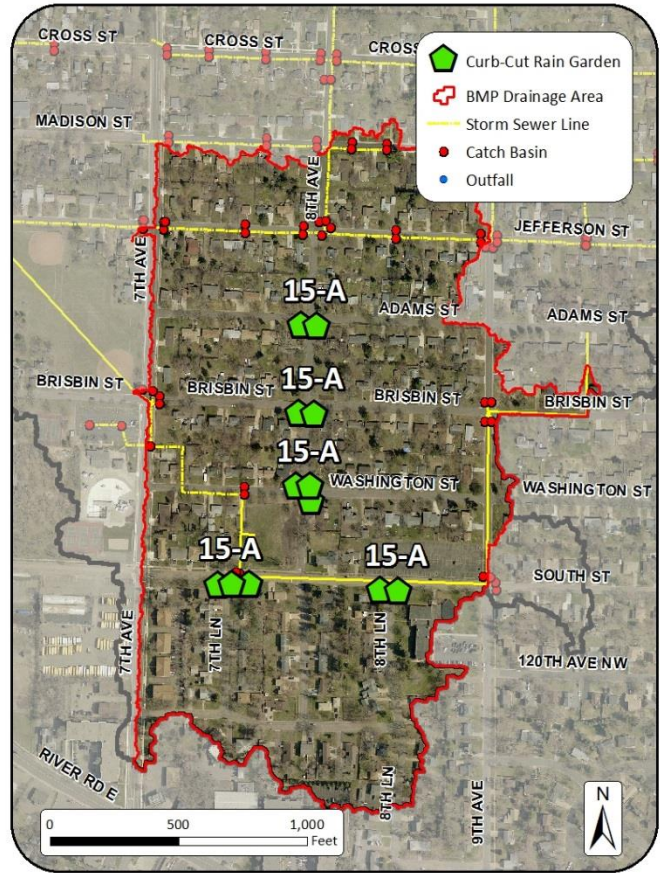 CROSS ST
CROSS ST
CROSS
Curb-Cut Rain Garden
BMP Drainage Area
Storm Sewer Line
Catch Basin
Outfall
MADISON ST
8TH AVE
7TH AVE
JEFFERSON ST
15-A
ADAMS ST
ADAMS ST
BRISBIN ST
BRISBIN ST
15-A
BRISBIN ST
15-A
WASHINGTON ST
WASHINGTON ST
15-A
15-A
SOUTH ST
7TH AVE
7TH LN
8TH LN
120TH AVE NW
RIVER RD E
8TH LN
9TH AVE
N
0 500 1,000
Feet